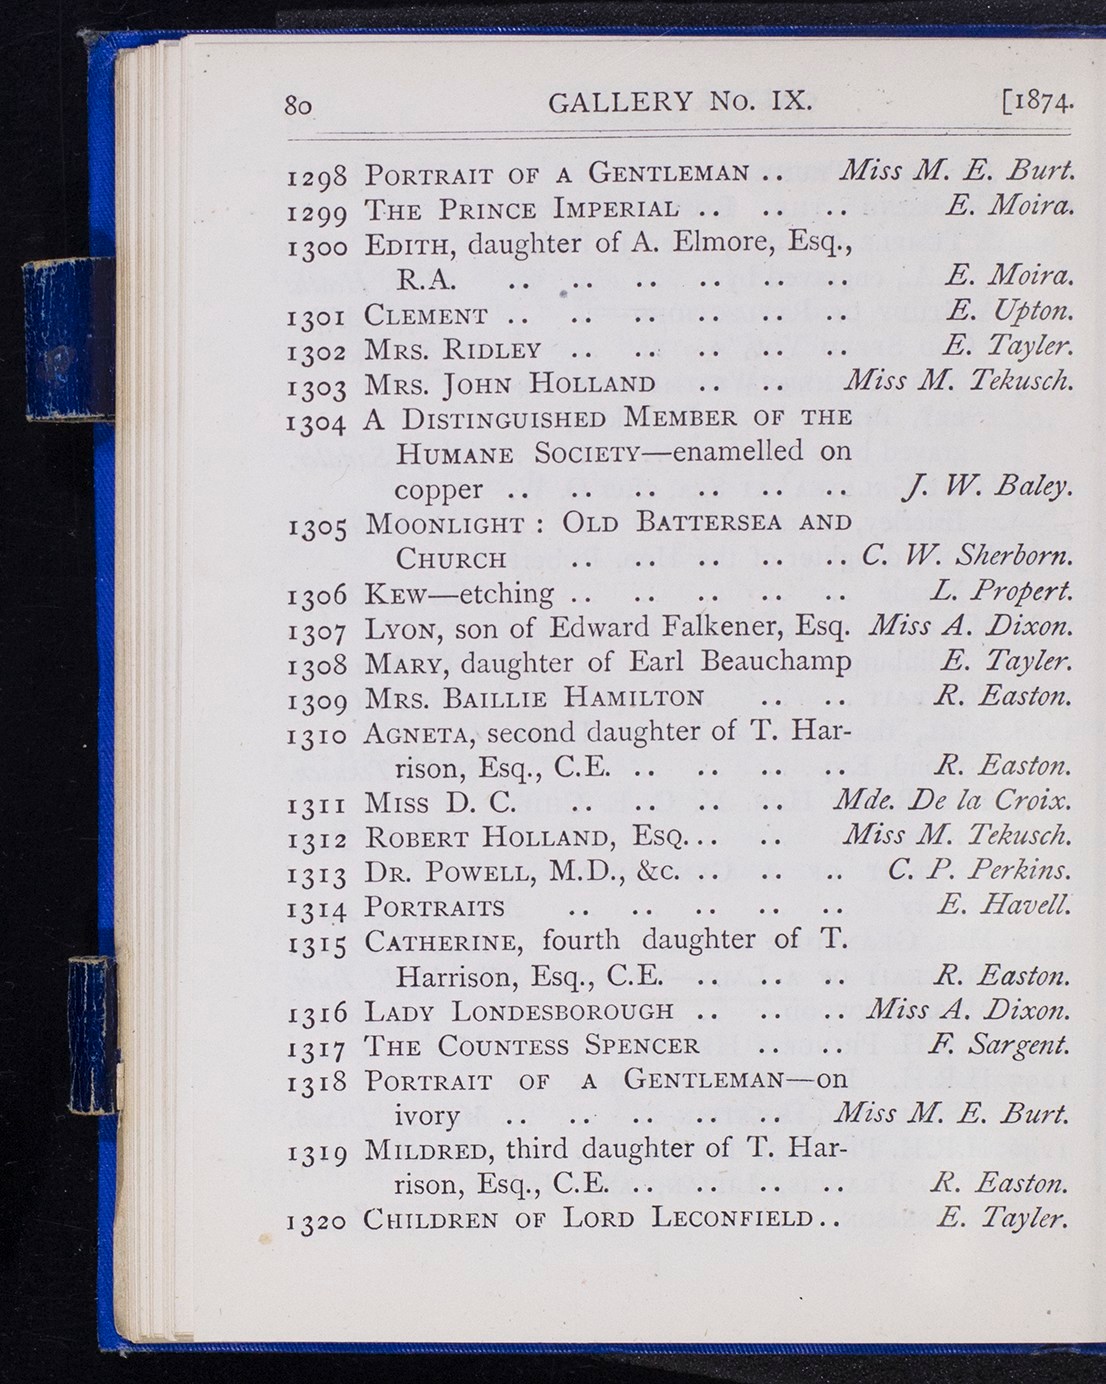 80 GALLERY No. IX. [1874.
1298 PORTRAIT OF A GENTLEMAN .. Miss M. E. Burt.
1299 THE PRINCE IMPERIAL .. .. .. E. Moira.
1300 EDITH, daughter of A. Elmore, Esq.,
R.A. .. .. .. .. .. .. E. Moira.
1301 CLEMENT .. .. .. .. .. .. E. Upton.
1302 MRS. RIDLEY .. .. .. .. .. E. Tayler.
1303 MRS. JOHN HOLLAND .. .. Miss M. Tekusch.
1304 A DISTINGUISHED MEMBER OF THE
HUMANE SOCIETY—enamelled on
copper .. .. .. .. .. .. J. W. Baley.
1305 MOONLIGHT : OLD BATTERSEA AND
CHURCH .. .. .. .. .. C. W. Sherborn.
1306 KEW—etching .. .. .. .. .. L. Propert.
1307 LYON, son of Edward Falkener, Esq. Miss A. Dixon.
1308 MARY, daughter of Earl Beauchamp E. Tayler.
1309 MRS. BAILLIE HAMILTON .. .. R. Easton.
1310 AGNETA, second daughter of T. Har-
rison, Esq., C.E. .. .. .. .. R. Easton.
1311 MISS D. C. .. .. .. .. Mde. De la Croix.
1312 ROBERT HOLLAND, ESQ. .. .. Miss M. Tekusch.
1313 DR. POWELL, M.D., &c. .. .. .. C. P. Perkins.
1314 PORTRAITS .. .. .. .. .. E. Havell.
1315 CATHERINE, fourth daughter of T.
Harrison, Esq., C.E. .. .. .. R. Easton.
1316 LADY LONDESBOROUGH .. .. .. Miss A. Dixon.
1317 THE COUNTESS SPENCER .. .. F. Sargent.
1318 PORTRAIT OF A GENTLEMAN—on
ivory .. .. .. .. .. Miss M. E. Burt.
1319 MILDRED, third daughter of T. Har-
rison, Esq., C.E. .. .. .. .. R. Easton.
1320 CHILDREN OF LORD LECONFIELD .. E. Tayler.